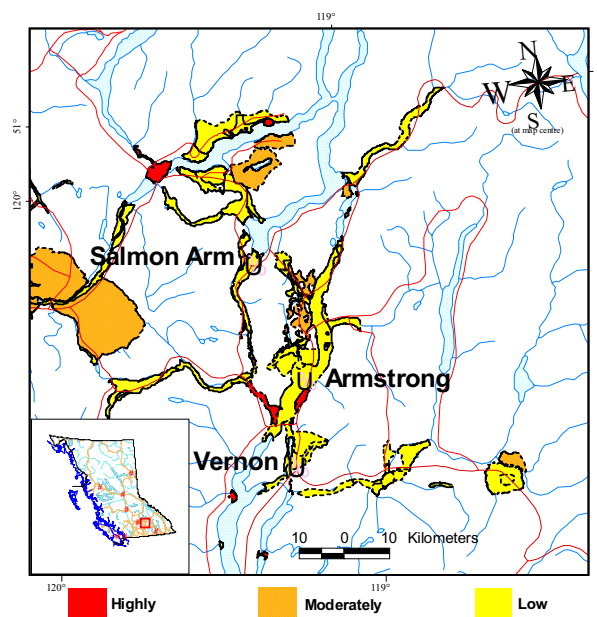 119°
N
W E
S
(at map centre)
51°
120°
Salmon Arm U
U Armstrong
Vernon U
10 0 10 Kilometers
120° 119°
Highly Moderately Low